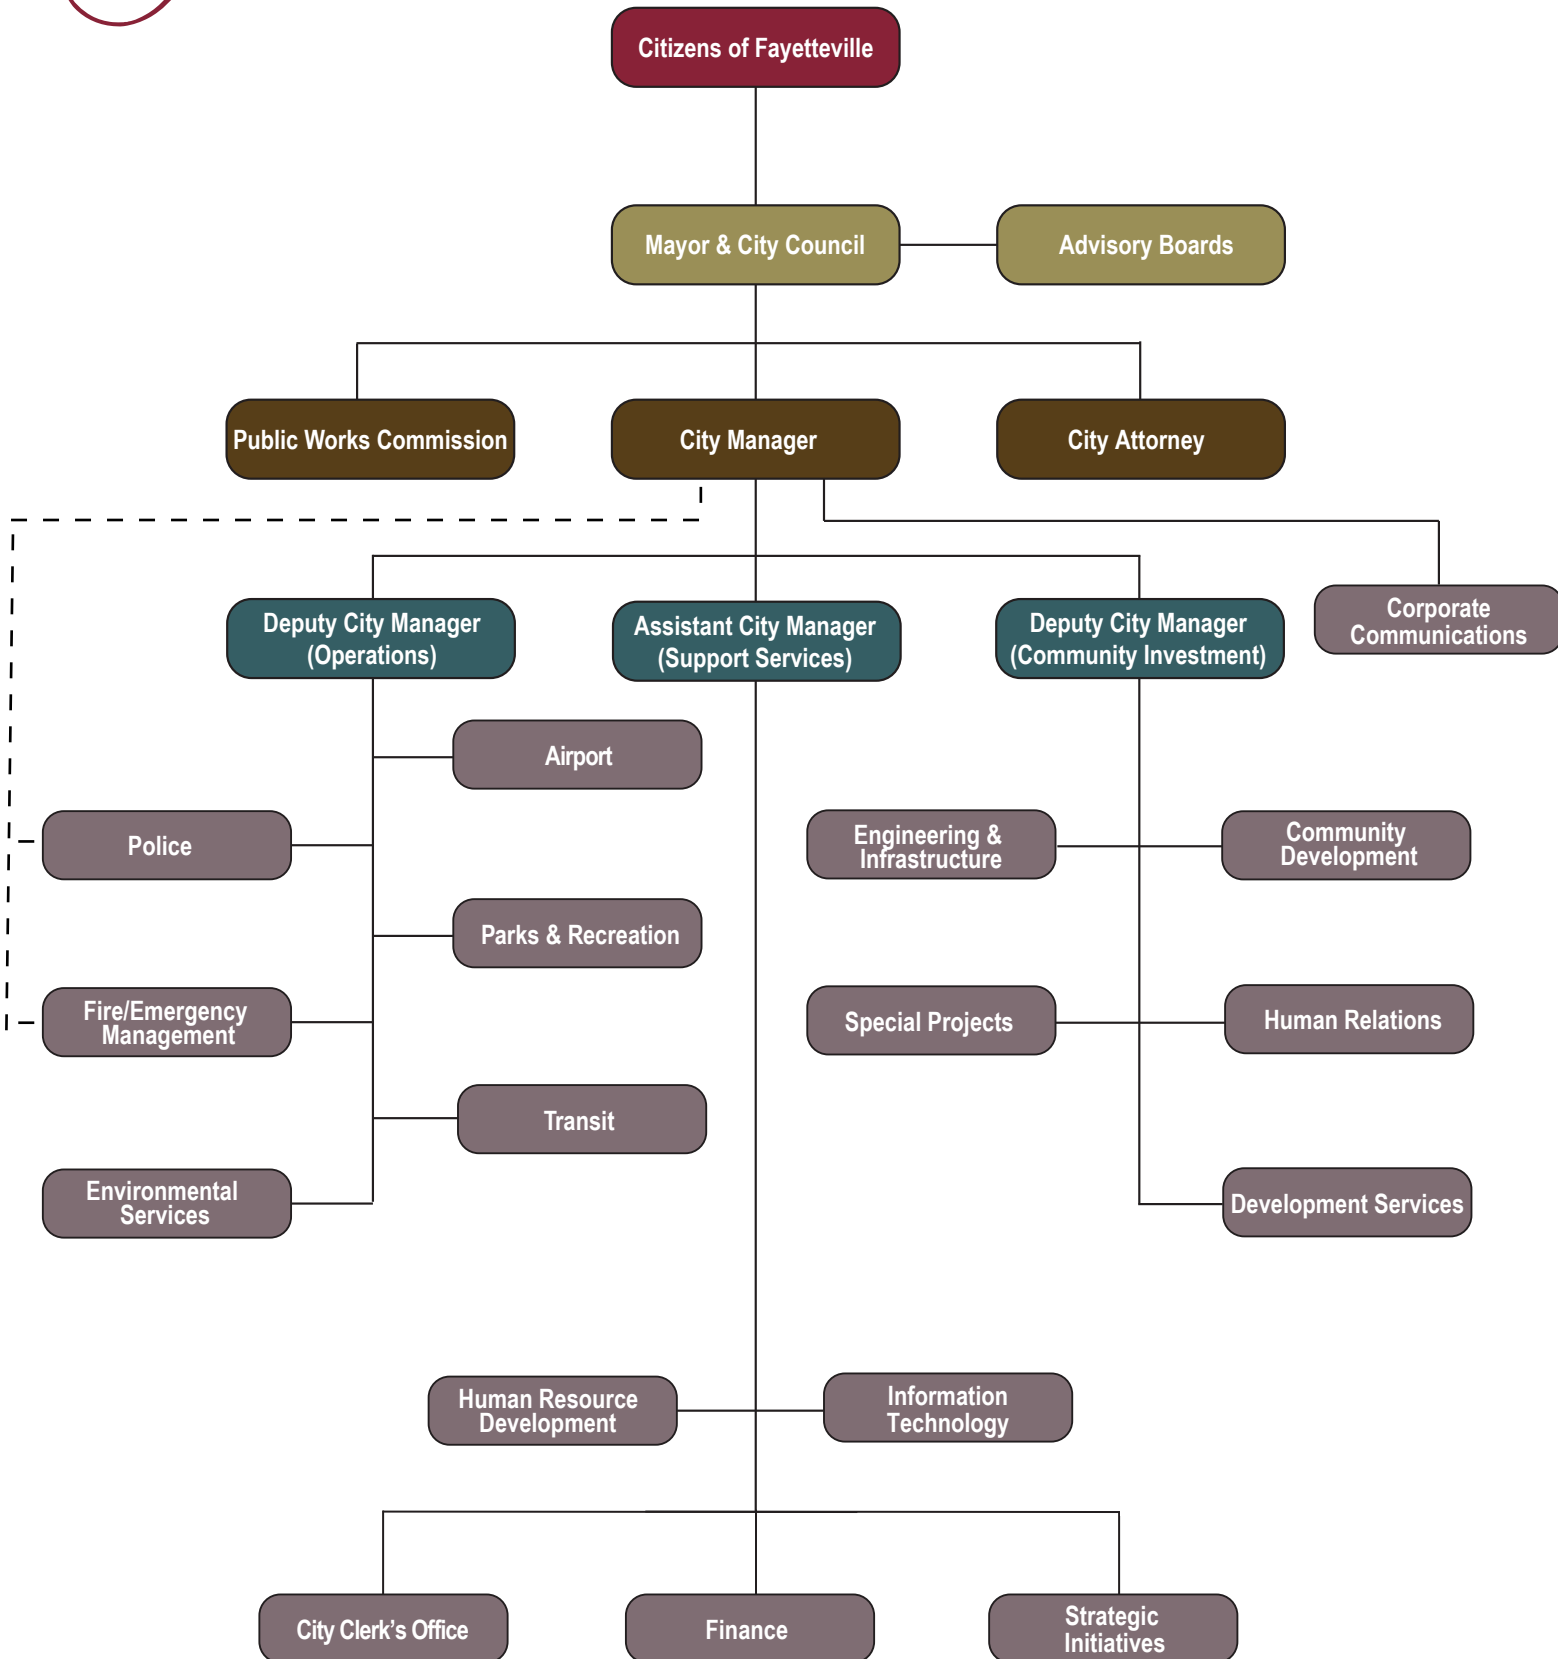 Citizens of Fayetteville
Mayor & City Council
Advisory Boards
Public Works Commission
City Manager
City Attorney
Deputy City Manager
(Operations)
Assistant City Manager
(Support Services)
Deputy City Manager
(Community Investment)
Corporate
Communications
Airport
Police
Engineering &
Infrastructure
Community
Development
Parks & Recreation
Fire/Emergency
Management
Special Projects
Human Relations
Transit
Environmental
Services
Development Services
Human Resource
Development
Information
Technology
City Clerk’s Office
Finance
Strategic
Initiatives